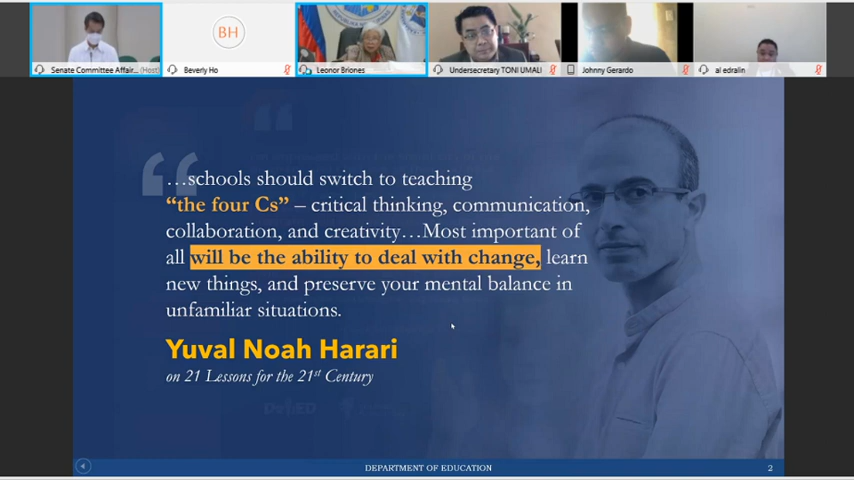 BH
Senate Committee Affair... (Host)
Beverly Ho
Leonor Briones
Undersecretary TONI UMALI
Johnny Gerardo
al edralin
“
…schools should switch to teaching
“the four Cs” – critical thinking, communication,
collaboration, and creativity…Most important of
all will be the ability to deal with change, learn
new things, and preserve your mental balance in
unfamiliar situations.
Yuval Noah Harari
on 21 Lessons for the 21st Century
DEPARTMENT OF EDUCATION
2